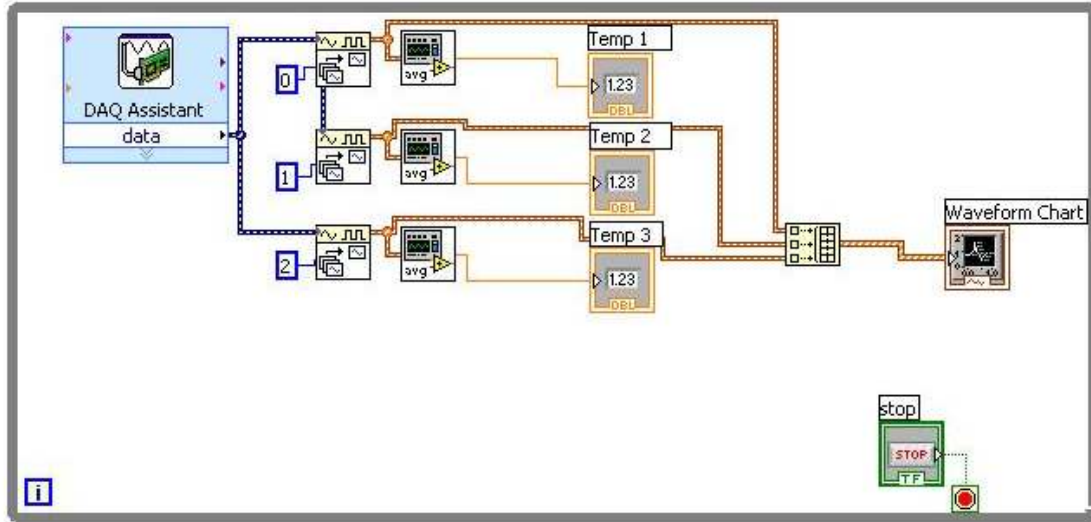 Temp 1
0
avg
1.23
DBL
DAQ Assistant
data
Temp 2
1
avg
1.23
DBL
Temp 3
2
avg
1.23
DBL
Waveform Chart
stop
STOP
TF
i